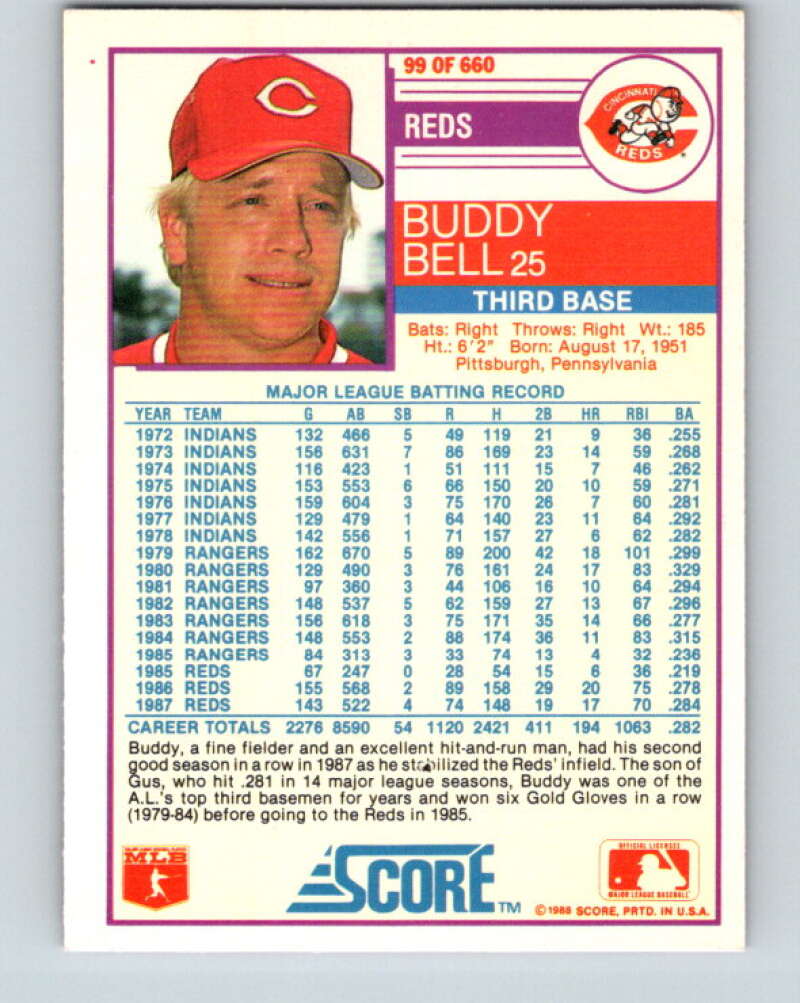 99 OF 660
REDS
CINCINNATI
REDS
BUDDY
BELL 25
THIRD BASE
Bats: Right Throws: Right Wt.: 185
Ht.: 6'2" Born: August 17, 1951
Pittsburgh, Pennsylvania
MAJOR LEAGUE BATTING RECORD
YEAR TEAM G AB SB R H 2B HR RBI BA
1972 INDIANS 132 466 5 49 119 21 9 36 .255
1973 INDIANS 156 631 7 86 169 23 14 59 .268
1974 INDIANS 116 423 1 51 111 15 7 46 .262
1975 INDIANS 153 553 6 66 150 20 10 59 .271
1976 INDIANS 159 604 3 75 170 26 7 60 .281
1977 INDIANS 129 479 1 64 140 23 11 64 .292
1978 INDIANS 142 556 1 71 157 27 6 62 .282
1979 RANGERS 162 670 5 89 200 42 18 101 .299
1980 RANGERS 129 490 3 76 161 24 17 83 .329
1981 RANGERS 97 360 3 44 106 16 10 64 .294
1982 RANGERS 148 537 5 62 159 27 13 67 .296
1983 RANGERS 156 618 3 75 171 35 14 66 .277
1984 RANGERS 148 553 2 88 174 36 11 83 .315
1985 RANGERS 84 313 3 33 74 13 4 32 .236
1985 REDS 67 247 0 28 54 15 6 36 .219
1986 REDS 155 568 2 89 158 29 20 75 .278
1987 REDS 143 522 4 74 148 19 17 70 .284
CAREER TOTALS 2276 8590 54 1120 2421 411 194 1063 .282
Buddy, a fine fielder and an excellent hit-and-run man, had his second
good season in a row in 1987 as he stabilized the Reds' infield. The son of
Gus, who hit .281 in 14 major league seasons, Buddy was one of the
A.L.'s top third basemen for years and won six Gold Gloves in a row
(1979-84) before going to the Reds in 1985.
MLB
SCORE TM
OFFICIAL LICENSEE
MAJOR LEAGUE BASEBALL
© 1988 SCORE, PRTD. IN U.S.A.